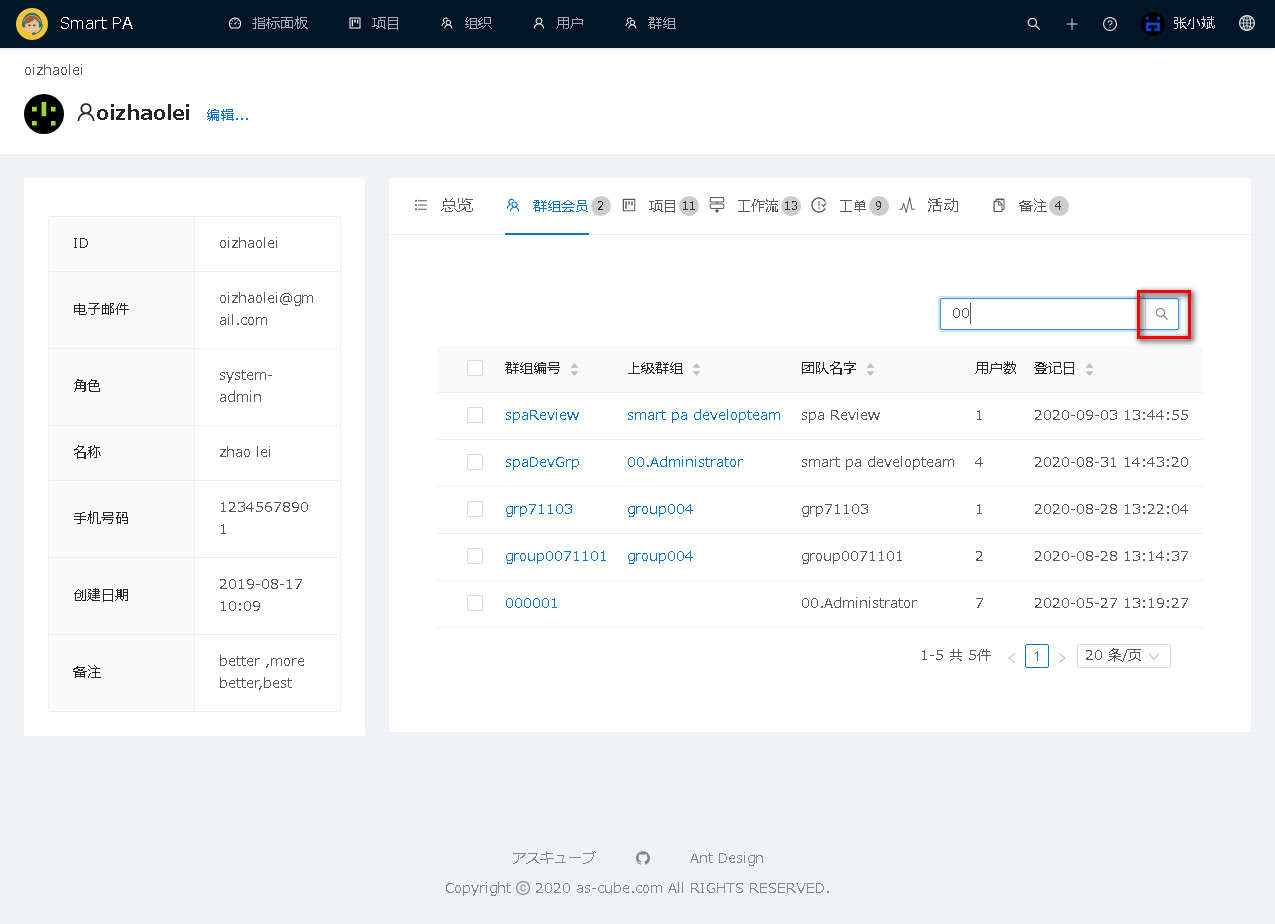 Smart PA 指标面板 项目 组织 用户 群组 张小斌
oizhaolei
oizhaolei 编辑...
总览 群组会员 2 项目 11 工作流 13 工单 9 活动 备注 4
ID oizhaolei
电子邮件 oizhaolei@gm
ail.com
角色 system-
admin
名称 zhao lei
手机号码 1234567890
1
创建日期 2019-08-17
10:09
备注 better ,more
better,best
00
群组编号 上级群组 团队名字 用户数 登记日
spaReview smart pa developteam spa Review 1 2020-09-03 13:44:55
spaDevGrp 00.Administrator smart pa developteam 4 2020-08-31 14:43:20
grp71103 group004 grp71103 1 2020-08-28 13:22:04
group0071101 group004 group0071101 2 2020-08-28 13:14:37
000001 00.Administrator 7 2020-05-27 13:19:27
1-5 共 5件 < 1 > 20 条/页
アスキューブ Ant Design
Copyright © 2020 as-cube.com All RIGHTS RESERVED.